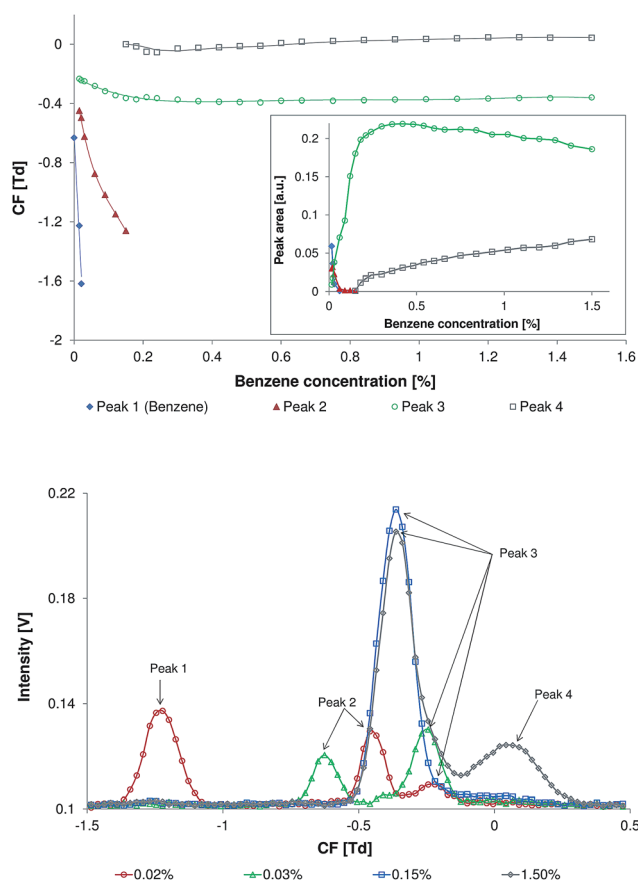 0
-0.4
-0.8
-1.2
-1.6
-2
CF [Td]
0 0.2 0.4 0.6 0.8 1 1.2 1.4 1.6
Benzene concentration [%]
0.2
0.15
0.1
0.05
0
Peak area [a.u.]
0 0.5 1 1.5
Benzene concentration [%]
Peak 1 (Benzene) Peak 2 Peak 3 Peak 4
0.22
0.18
0.14
0.1
Intensity [V]
Peak 1
Peak 2
Peak 3
Peak 4
-1.5 -1 -0.5 0 0.5
CF [Td]
0.02% 0.03% 0.15% 1.50%